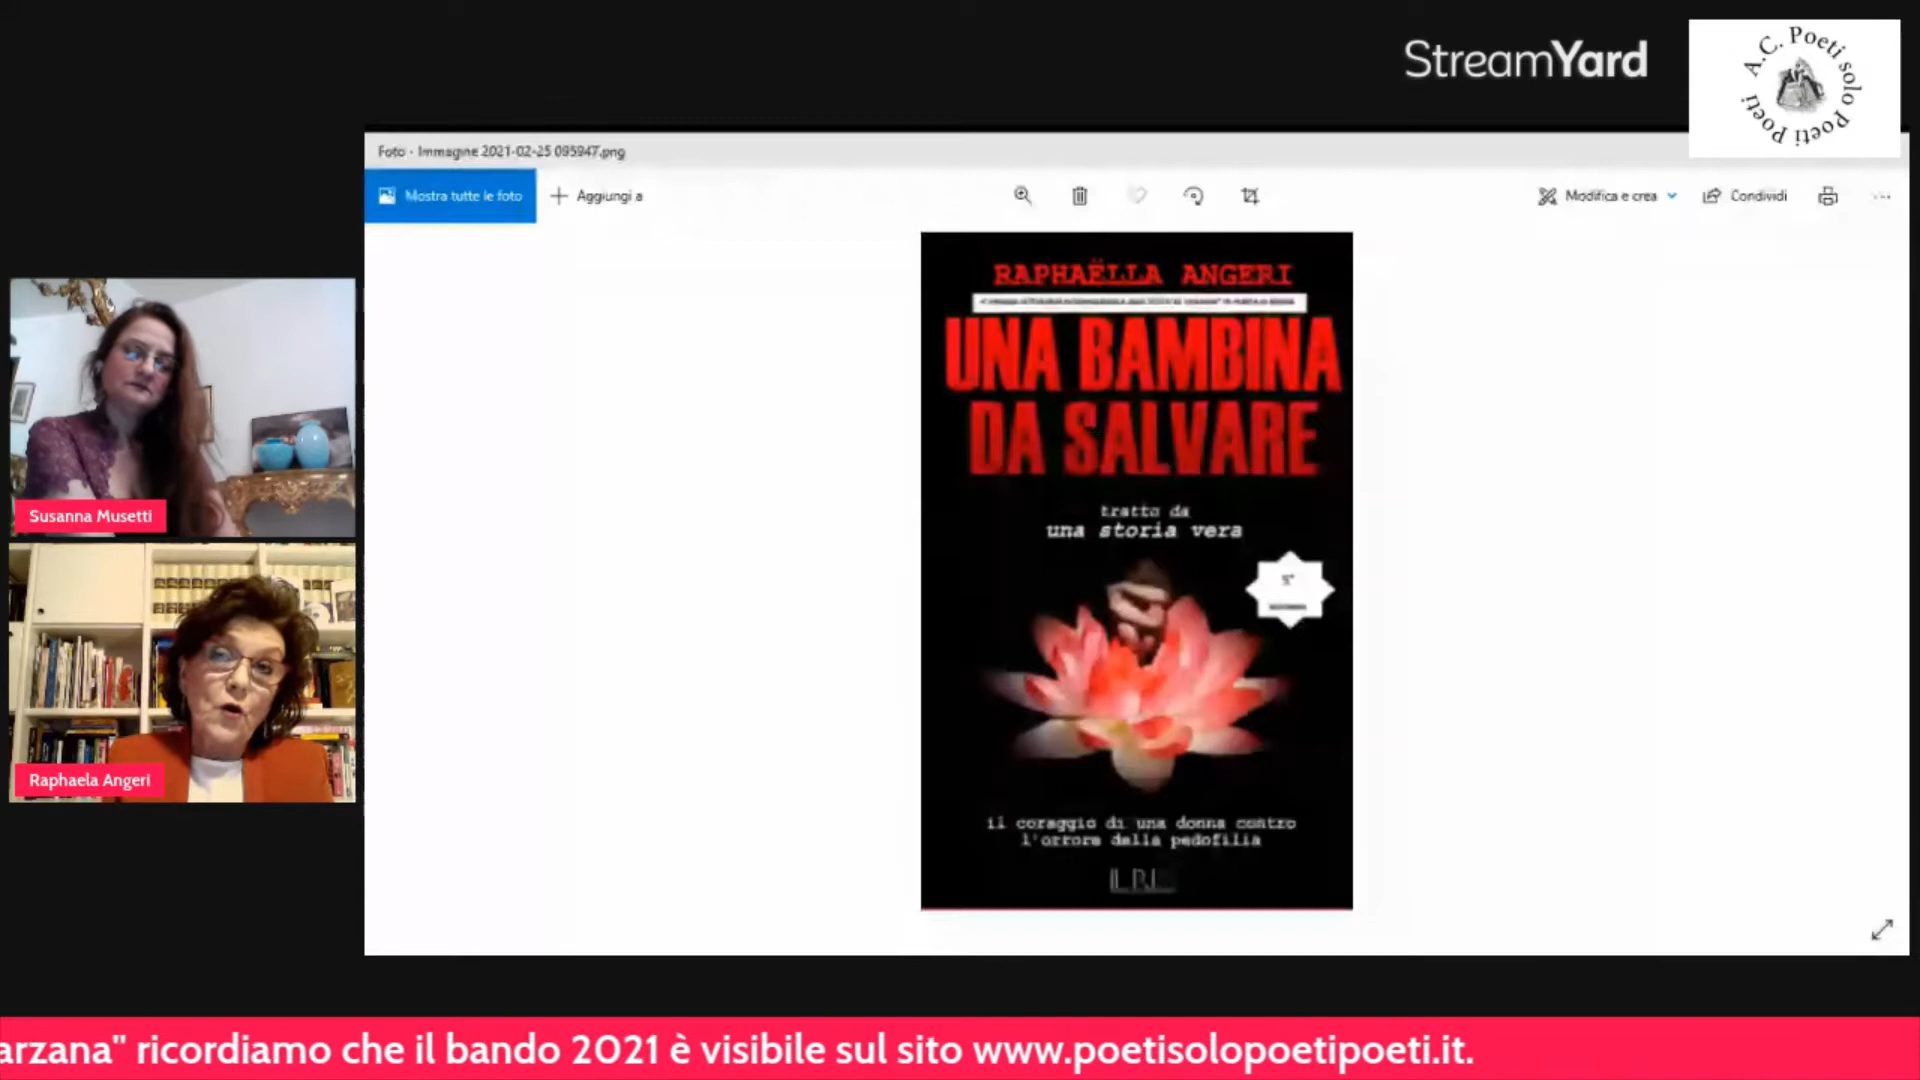 StreamYard
A.C. Poeti solo Poeti Poeti
Foto - Immagine 2021-02-25 095947.png
Mostra tutte le foto
Aggiungi a
Modifica e crea
Condividi
RAPHAËLLA ANGERI
UNA BAMBINA
DA SALVARE
tratto da
una storia vera
il coraggio di una donna contro
l'orrore della pedofilia
Susanna Musetti
Raphaela Angeri
arzana" ricordiamo che il bando 2021 è visibile sul sito www.poetisolopoetipoeti.it.